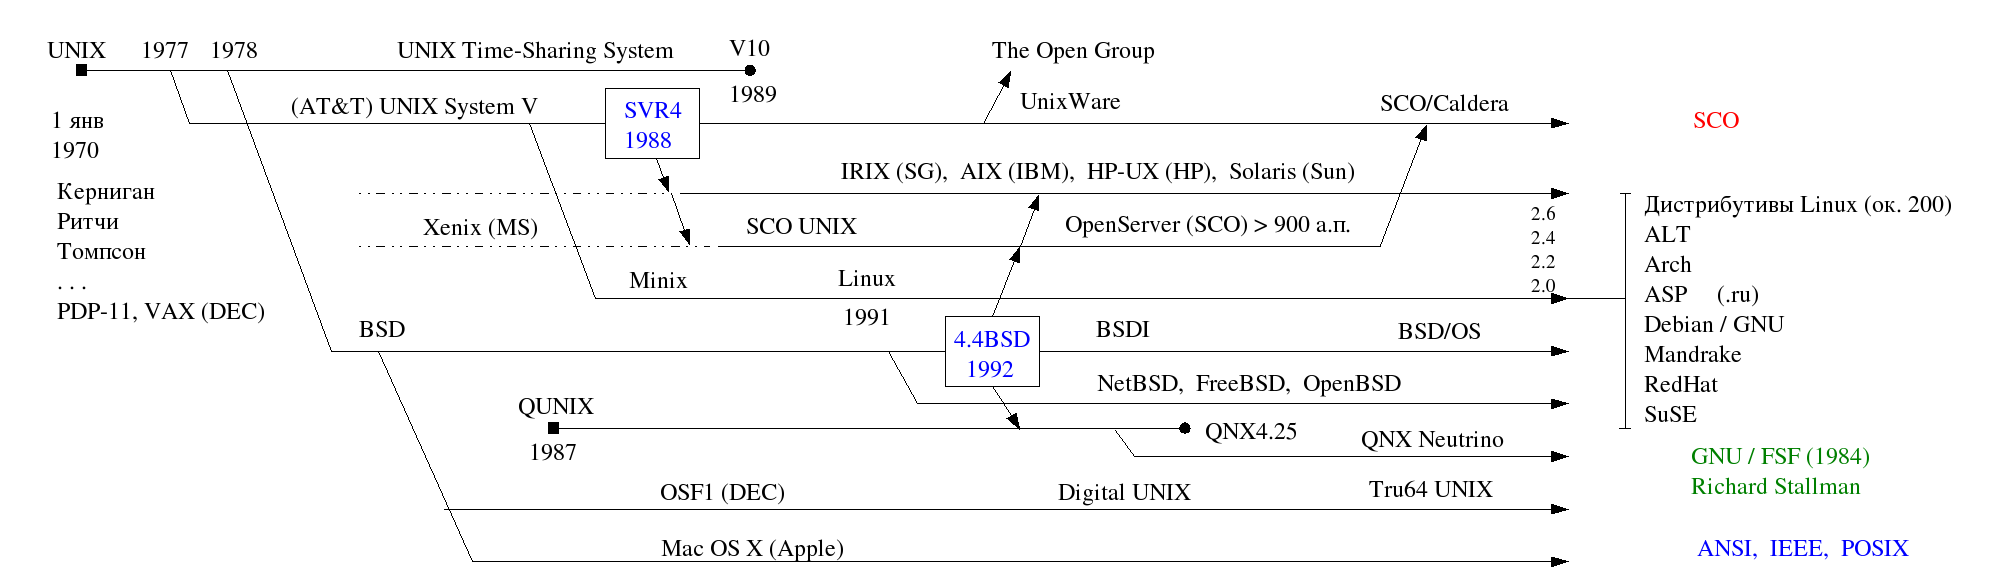 UNIX 1977 1978 UNIX Time-Sharing System V10 The Open Group
1989
(AT&T) UNIX System V SVR4 UnixWare SCO/Caldera
1988
SCO
1 янв
1970
IRIX (SG), AIX (IBM), HP-UX (HP), Solaris (Sun)
Керниган
Ритчи
Томпсон
. . .
PDP-11, VAX (DEC)
Xenix (MS) SCO UNIX OpenServer (SCO) > 900 а.п.
2.6
2.4
2.2
2.0
Minix Linux
1991
Дистрибутивы Linux (ок. 200)
ALT
Arch
ASP (.ru)
Debian / GNU
Mandrake
RedHat
SuSE
BSD 4.4BSD BSDI BSD/OS
1992
NetBSD, FreeBSD, OpenBSD
QUNIX
1987
QNX4.25 QNX Neutrino
GNU / FSF (1984)
Richard Stallman
OSF1 (DEC) Digital UNIX Tru64 UNIX
Mac OS X (Apple)
ANSI, IEEE, POSIX